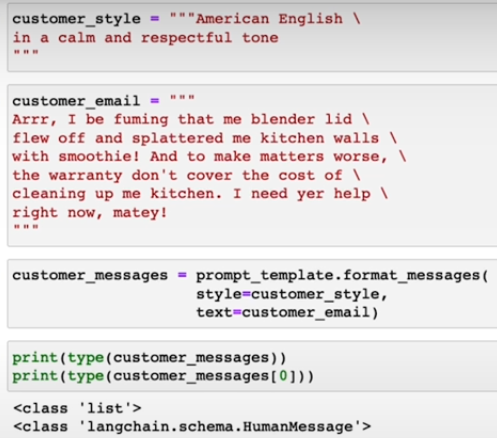 customer_style = """American English \
in a calm and respectful tone
"""
customer_email = """
Arrr, I be fuming that me blender lid \
flew off and splattered me kitchen walls \
with smoothie! And to make matters worse, \
the warranty don't cover the cost of \
cleaning up me kitchen. I need yer help \
right now, matey!
"""
customer_messages = prompt_template.format_messages(
                    style=customer_style,
                    text=customer_email)
print(type(customer_messages))
print(type(customer_messages[0]))
<class 'list'>
<class 'langchain.schema.HumanMessage'>